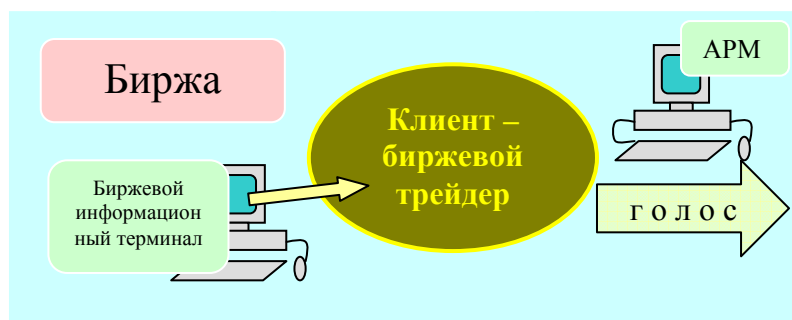 Биржа
Биржевой
информацион
ный терминал
Клиент –
биржевой
трейдер
АРМ
г о л о с